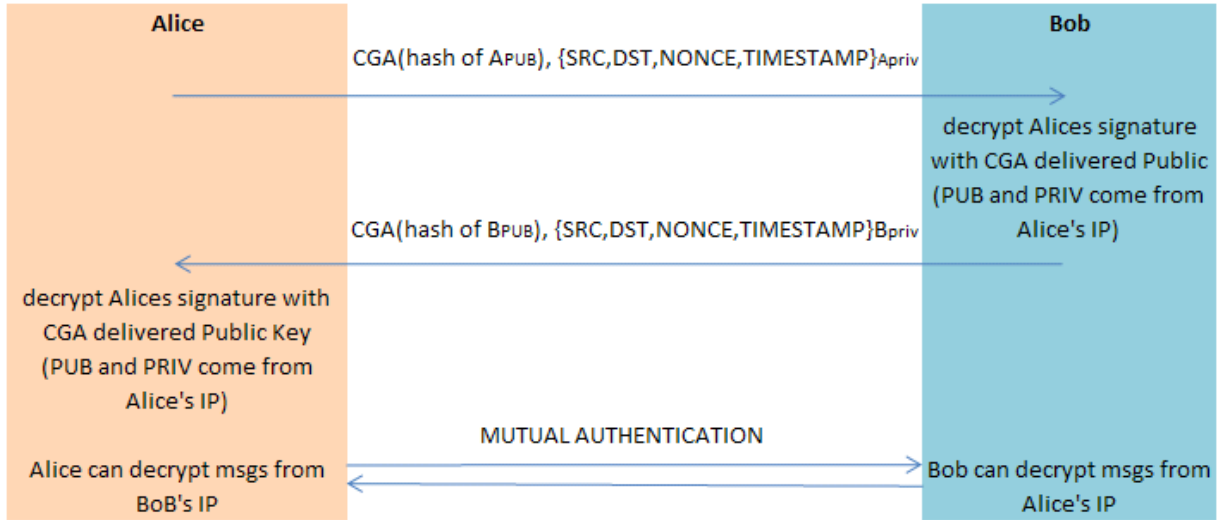 Alice
Bob
CGA(hash of APUB), {SRC,DST,NONCE,TIMESTAMP}Apriv
decrypt Alices signature
with CGA delivered Public
(PUB and PRIV come from
Alice's IP)
CGA(hash of BPUB), {SRC,DST,NONCE,TIMESTAMP}Bpriv
decrypt Alices signature with
CGA delivered Public Key
(PUB and PRIV come from
Alice's IP)
MUTUAL AUTHENTICATION
Alice can decrypt msgs from
BoB's IP
Bob can decrypt msgs from
Alice's IP